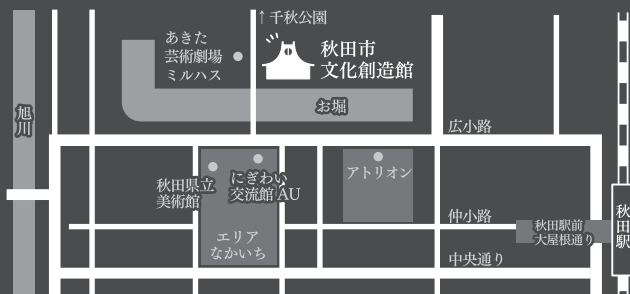 ↑千秋公園
あきた
芸術劇場
ミルハス
秋田市
文化創造館
お堀
旭川
広小路
アトリオン
にぎわい
交流館 AU
秋田県立
美術館
仲小路
秋田駅前
大屋根通り
秋田駅
エリア
なかいち
中央通り